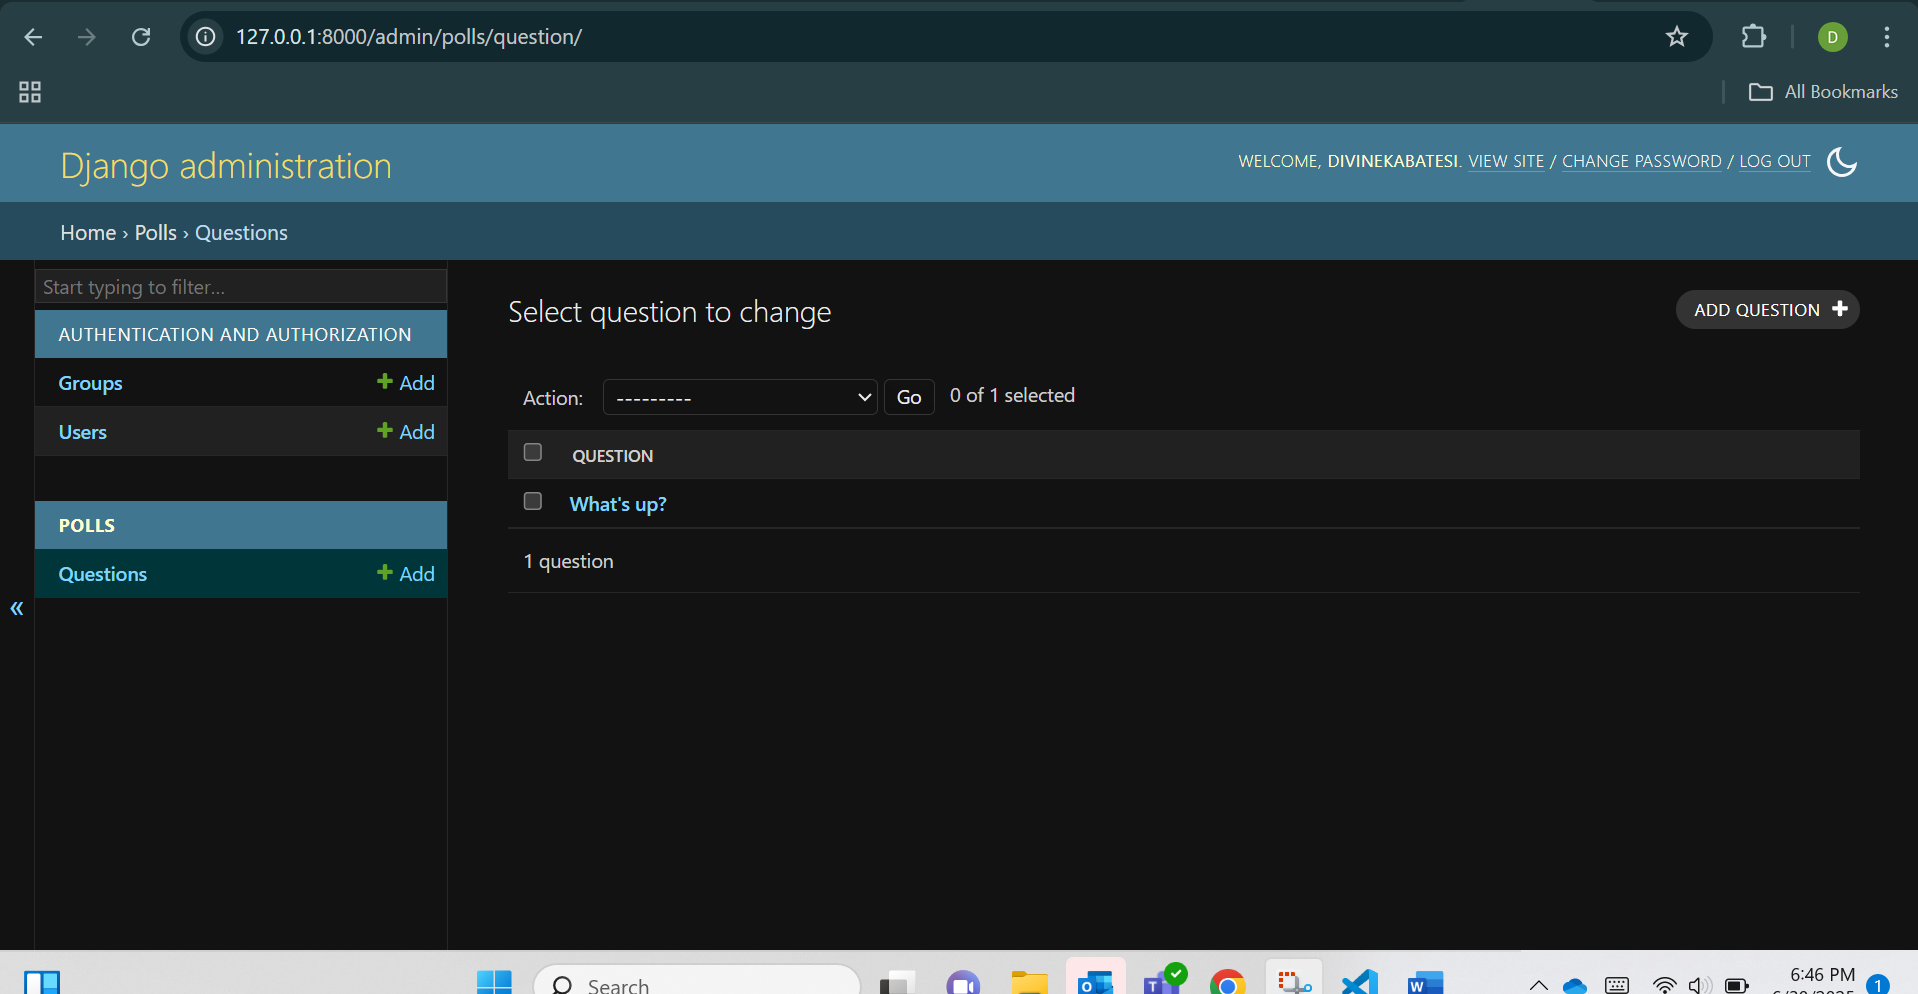 127.0.0.1:8000/admin/polls/question/
D
All Bookmarks
Django administration
WELCOME, DIVINEKABATESI. VIEW SITE / CHANGE PASSWORD / LOG OUT
Home › Polls › Questions
Start typing to filter...
AUTHENTICATION AND AUTHORIZATION
Groups + Add
Users + Add
POLLS
Questions + Add
«
Select question to change
ADD QUESTION +
Action: --------- Go 0 of 1 selected
QUESTION
What's up?
1 question
Search
6:46 PM
1